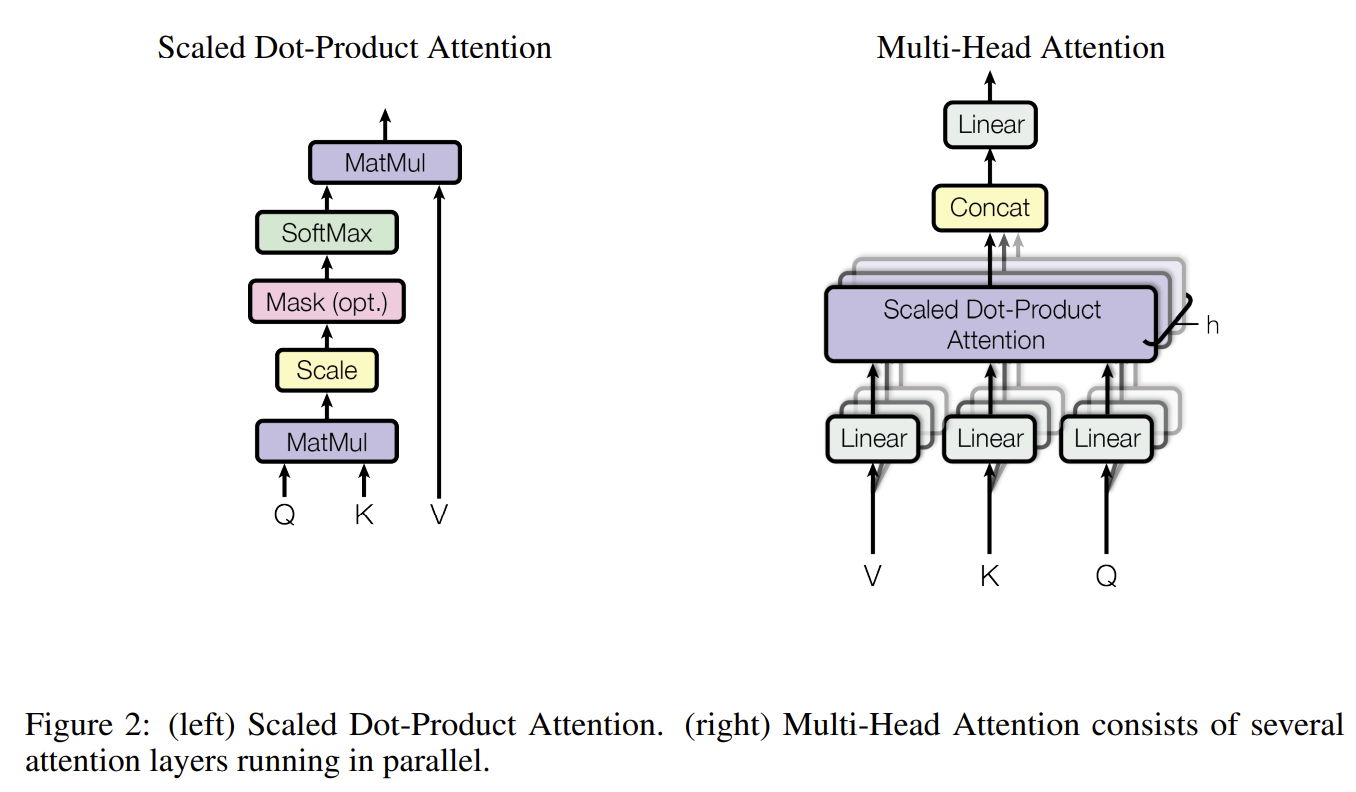 Scaled Dot-Product Attention
MatMul
SoftMax
Mask (opt.)
Scale
MatMul
Q K V
Multi-Head Attention
Linear
Concat
Scaled Dot-Product
Attention
h
Linear Linear Linear
V K Q
Figure 2: (left) Scaled Dot-Product Attention. (right) Multi-Head Attention consists of several
attention layers running in parallel.